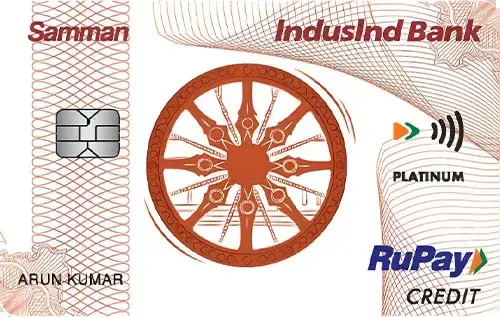 Samman
IndusInd Bank
PLATINUM
ARUN KUMAR
RuPay
CREDIT